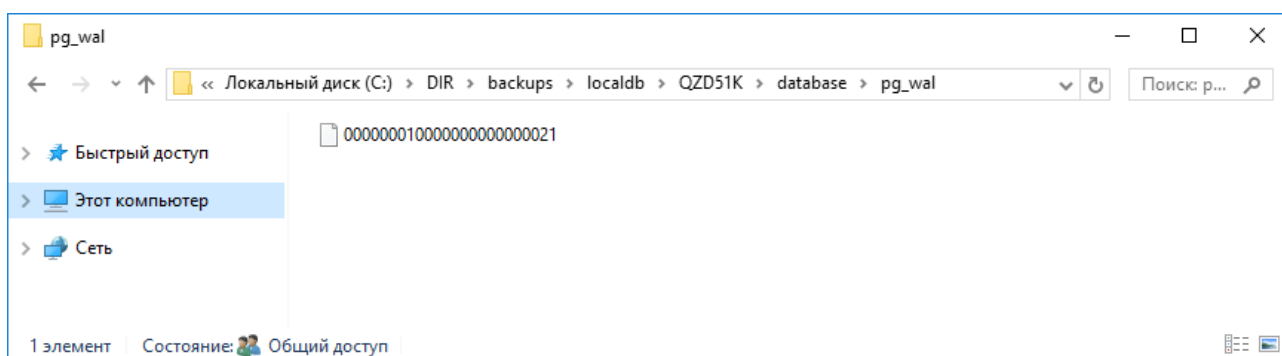 pg_wal
« Локальный диск (C:) › DIR › backups › localdb › QZD51K › database › pg_wal
Поиск: p...
Быстрый доступ
000000010000000000000021
Этот компьютер
Сеть
1 элемент
Состояние: Общий доступ